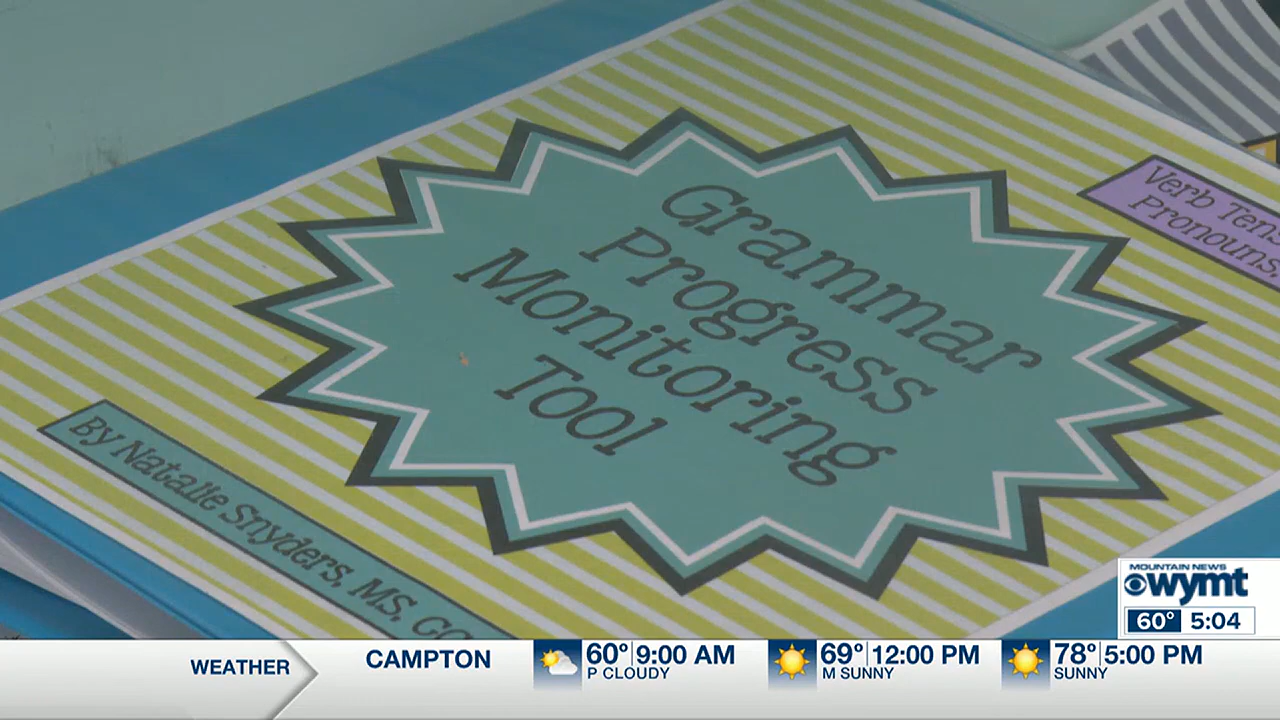 Grammar
Progress
Monitoring
Tool
Verb Tens
Pronouns,
By Natalie Snyders, MS, CC
MOUNTAIN NEWS
wymt
60° 5:04
WEATHER
CAMPTON
60° 9:00 AM
P CLOUDY
69° 12:00 PM
M SUNNY
78° 5:00 PM
SUNNY